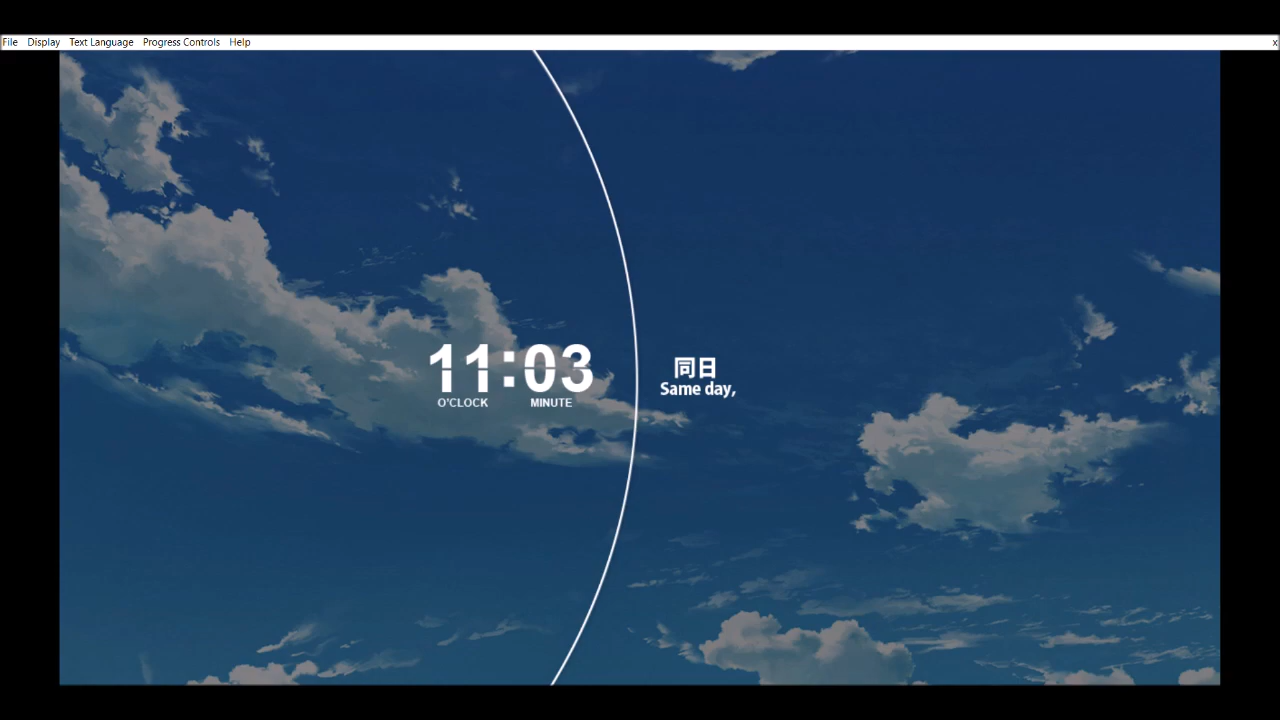 File Display Text Language Progress Controls Help x
11:03
O'CLOCK MINUTE
同日
Same day,